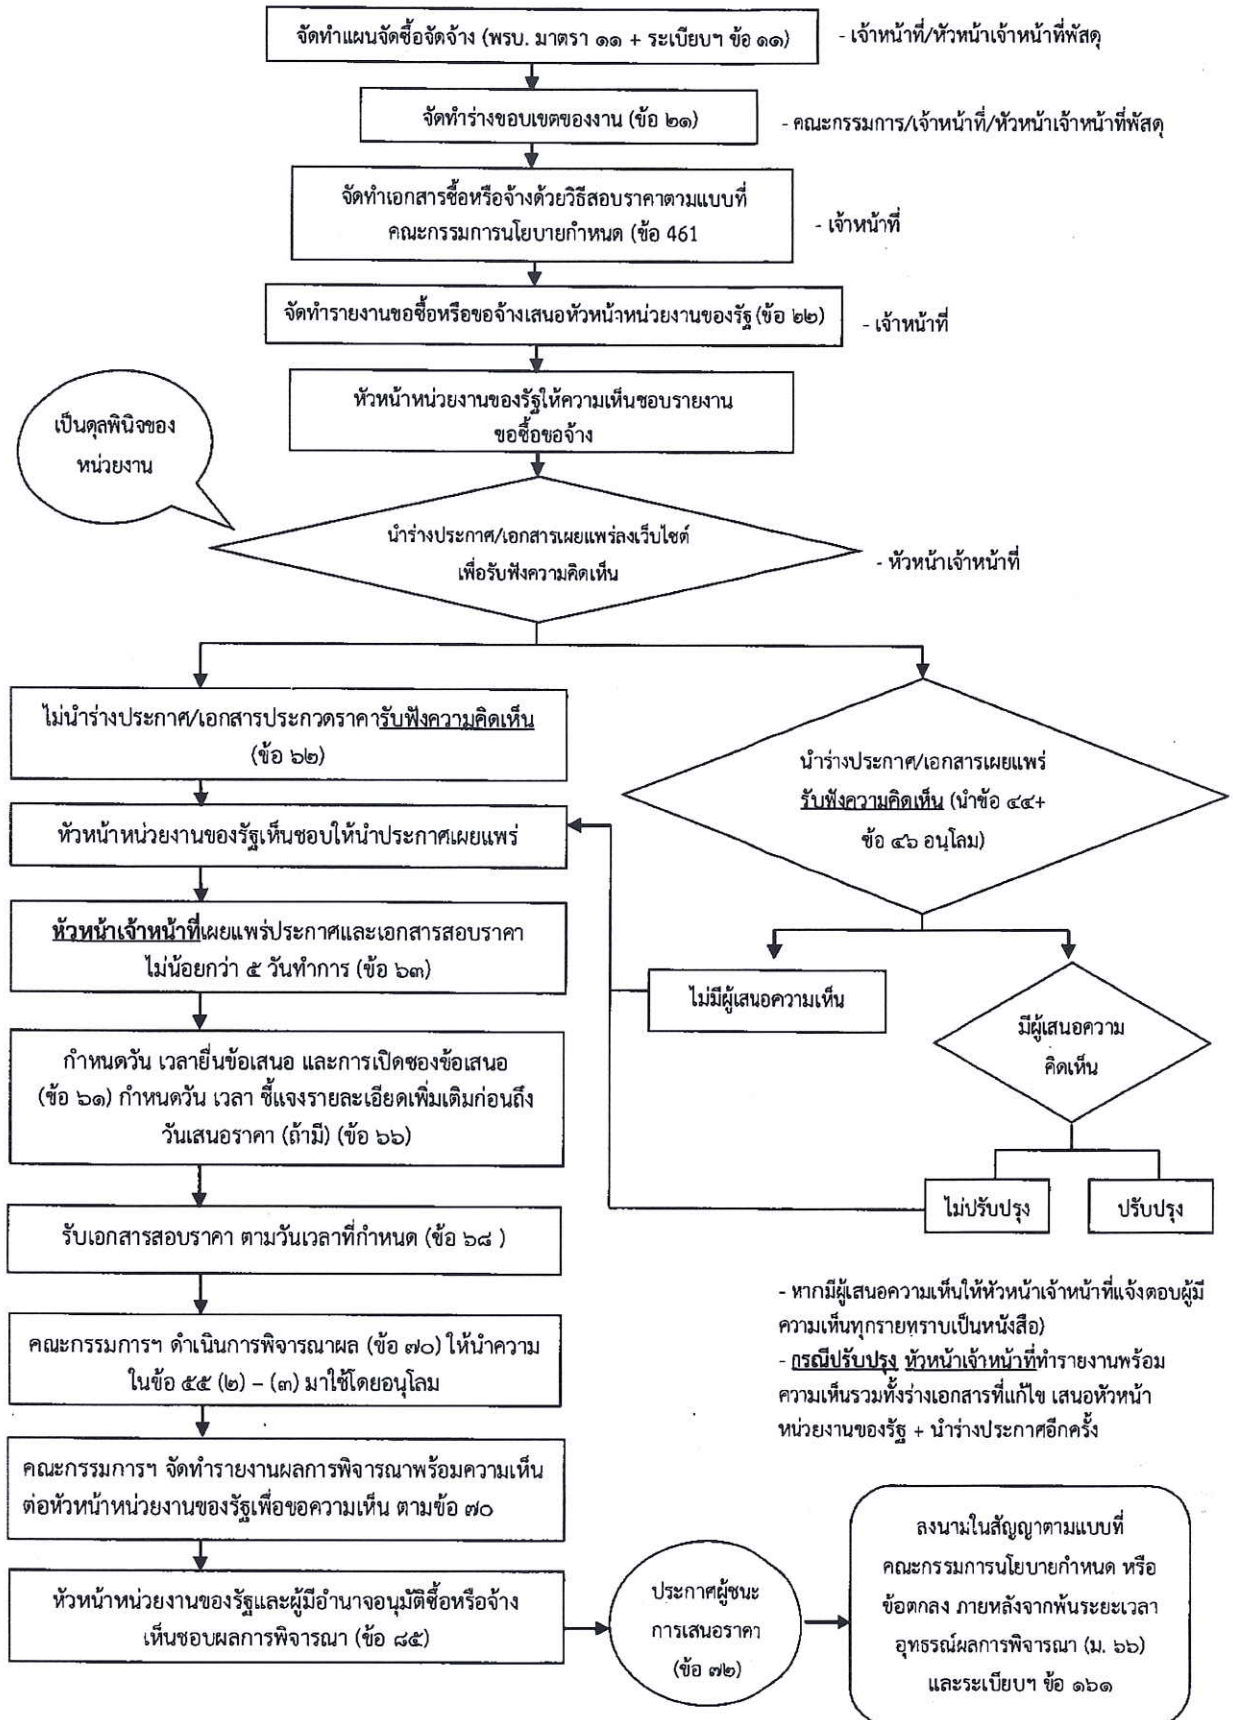 จัดทำแผนจัดซื้อจัดจ้าง (พรบ. มาตรา ๑๑ + ระเบียบฯ ข้อ ๑๑)
- เจ้าหน้าที่/หัวหน้าเจ้าหน้าที่พัสดุ
จัดทำร่างขอบเขตของงาน (ข้อ ๒๑)
- คณะกรรมการ/เจ้าหน้าที่/หัวหน้าเจ้าหน้าที่พัสดุ
จัดทำเอกสารซื้อหรือจ้างด้วยวิธีสอบราคาตามแบบที่
คณะกรรมการนโยบายกำหนด (ข้อ 461
- เจ้าหน้าที่
จัดทำรายงานขอซื้อหรือขอจ้างเสนอหัวหน้าหน่วยงานของรัฐ (ข้อ ๒๒)
- เจ้าหน้าที่
หัวหน้าหน่วยงานของรัฐให้ความเห็นชอบรายงาน
ขอซื้อขอจ้าง
เป็นดุลพินิจของ
หน่วยงาน
นำร่างประกาศ/เอกสารเผยแพร่ลงเว็บไซต์
เพื่อรับฟังความคิดเห็น
- หัวหน้าเจ้าหน้าที่
ไม่นำร่างประกาศ/เอกสารประกวดราคารับฟังความคิดเห็น
(ข้อ ๖๒)
หัวหน้าหน่วยงานของรัฐเห็นชอบให้นำประกาศเผยแพร่
หัวหน้าเจ้าหน้าที่เผยแพร่ประกาศและเอกสารสอบราคา
ไม่น้อยกว่า ๕ วันทำการ (ข้อ ๖๓)
กำหนดวัน เวลายื่นข้อเสนอ และการเปิดซองข้อเสนอ
(ข้อ ๖๑) กำหนดวัน เวลา ชี้แจงรายละเอียดเพิ่มเติมก่อนถึง
วันเสนอราคา (ถ้ามี) (ข้อ ๖๖)
รับเอกสารสอบราคา ตามวันเวลาที่กำหนด (ข้อ ๖๘ )
คณะกรรมการฯ ดำเนินการพิจารณาผล (ข้อ ๗๐) ให้นำความ
ในข้อ ๕๕ (๒) – (๓) มาใช้โดยอนุโลม
คณะกรรมการฯ จัดทำรายงานผลการพิจารณาพร้อมความเห็น
ต่อหัวหน้าหน่วยงานของรัฐเพื่อขอความเห็น ตามข้อ ๗๐
หัวหน้าหน่วยงานของรัฐและผู้มีอำนาจอนุมัติซื้อหรือจ้าง
เห็นชอบผลการพิจารณา (ข้อ ๘๕)
นำร่างประกาศ/เอกสารเผยแพร่
รับฟังความคิดเห็น (นำข้อ ๔๔+
ข้อ ๔๖ อนุโลม)
ไม่มีผู้เสนอความเห็น
มีผู้เสนอความ
คิดเห็น
ไม่ปรับปรุง
ปรับปรุง
- หากมีผู้เสนอความเห็นให้หัวหน้าเจ้าหน้าที่แจ้งตอบผู้มี
ความเห็นทุกรายทราบเป็นหนังสือ)
- กรณีปรับปรุง หัวหน้าเจ้าหน้าที่ทำรายงานพร้อม
ความเห็นรวมทั้งร่างเอกสารที่แก้ไข เสนอหัวหน้า
หน่วยงานของรัฐ + นำร่างประกาศอีกครั้ง
ประกาศผู้ชนะ
การเสนอราคา
(ข้อ ๗๒)
ลงนามในสัญญาตามแบบที่
คณะกรรมการนโยบายกำหนด หรือ
ข้อตกลง ภายหลังจากพ้นระยะเวลา
อุทธรณ์ผลการพิจารณา (ม. ๖๖)
และระเบียบฯ ข้อ ๑๖๑